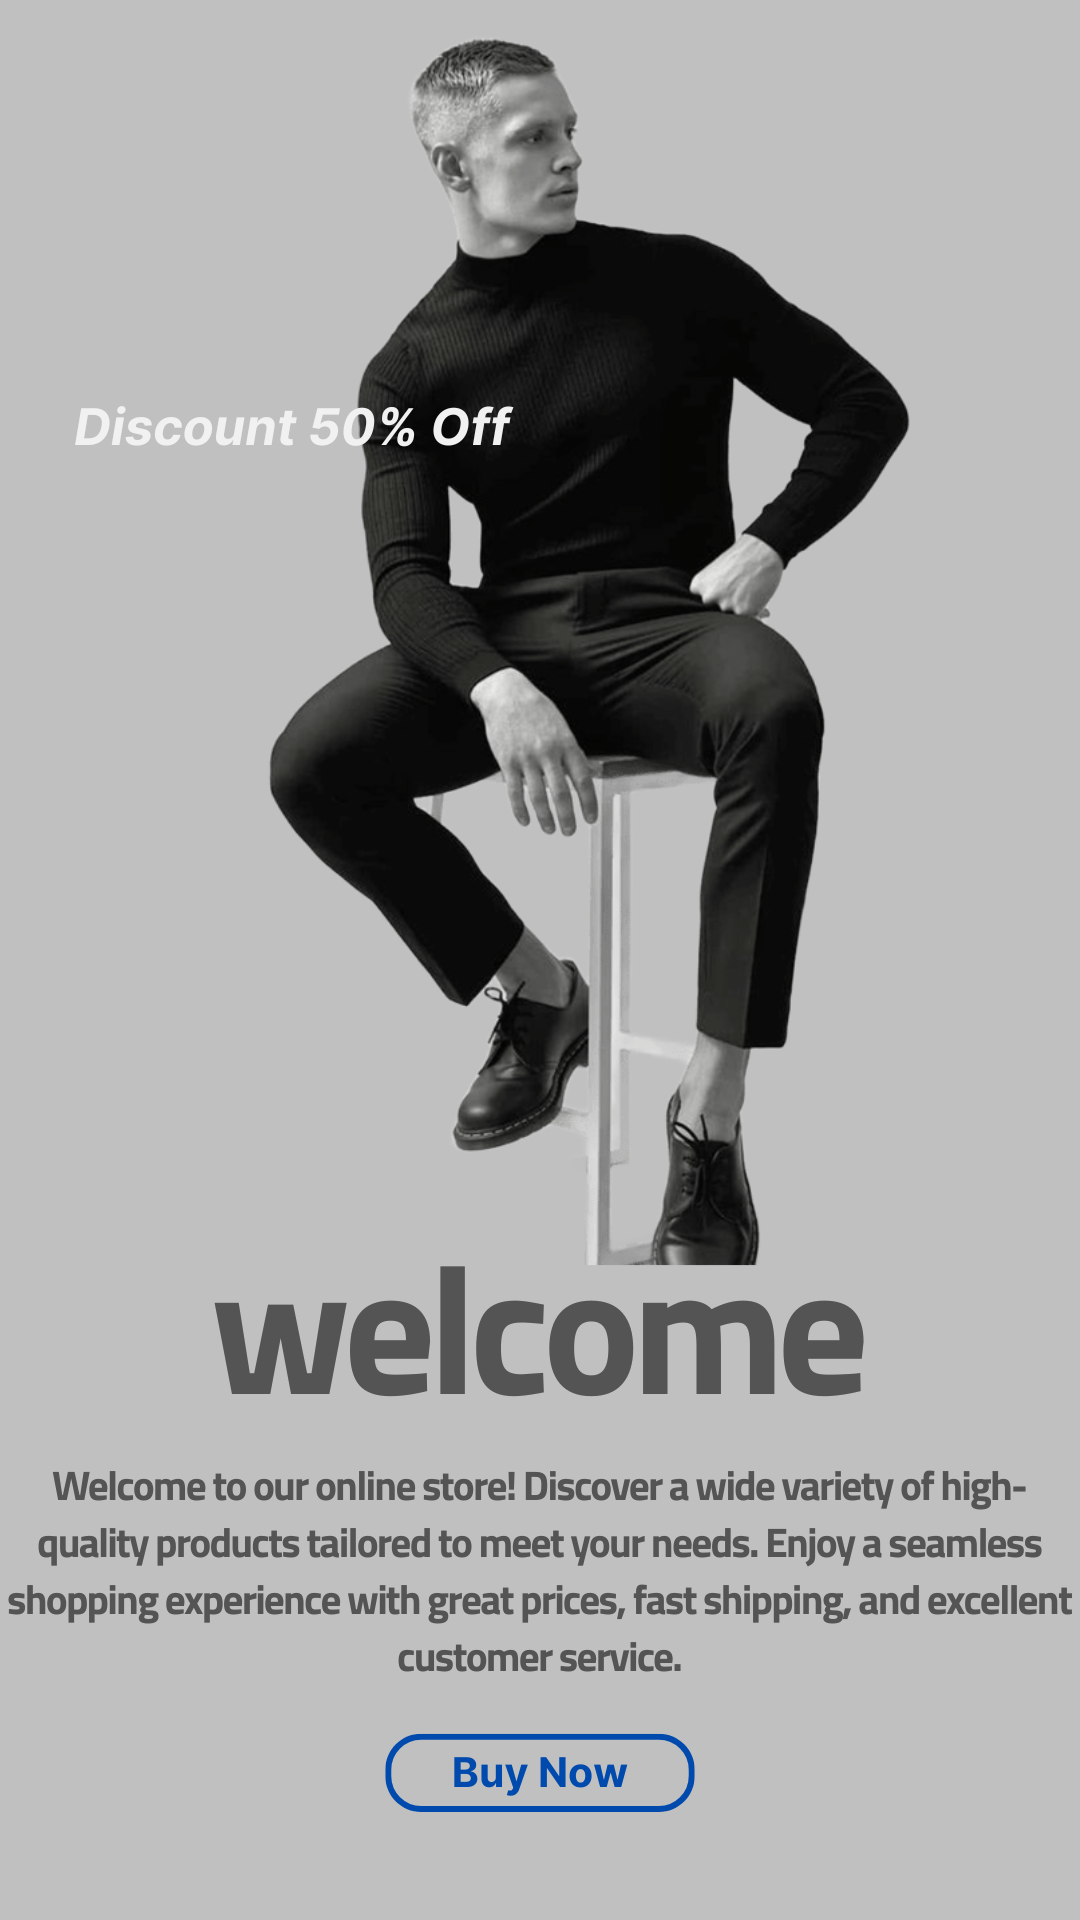 Discount 50% Off
welcome
Welcome to our online store! Discover a wide variety of high-
quality products tailored to meet your needs. Enjoy a seamless
shopping experience with great prices, fast shipping, and excellent
customer service.
Buy Now